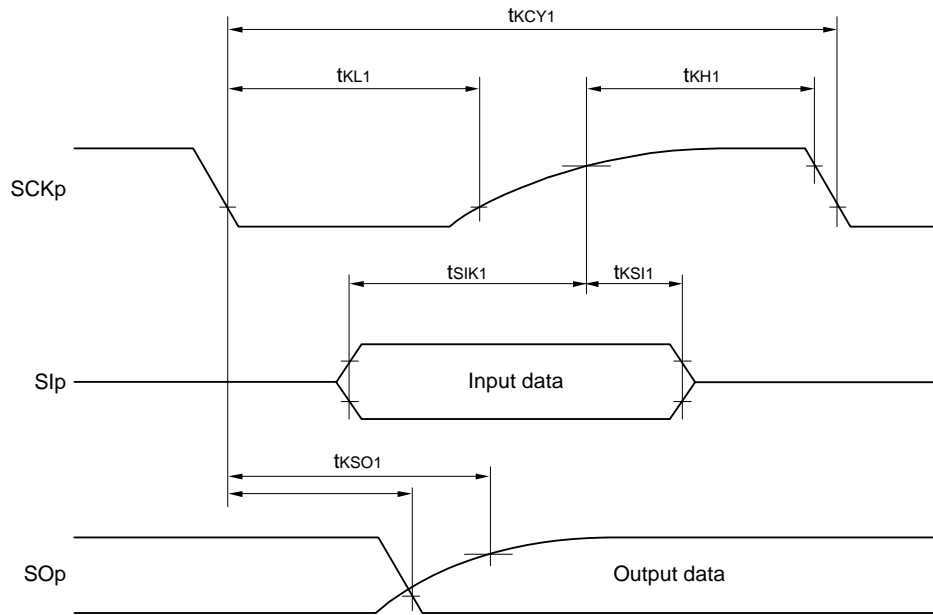 tKCY1
tKL1
tKH1
SCKp
tSIK1
tKSI1
SIp
Input data
tKSO1
SOp
Output data